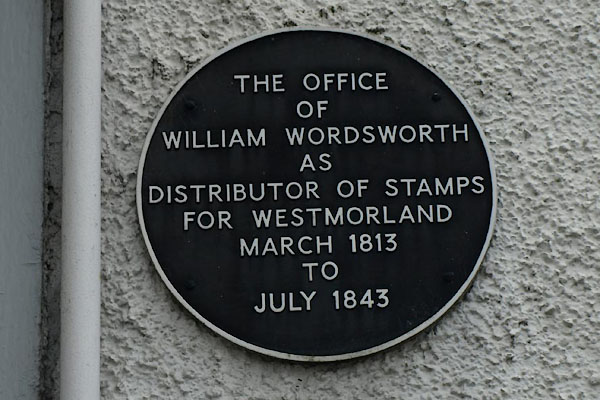 THE OFFICE
OF
WILLIAM WORDSWORTH
AS
DISTRIBUTOR OF STAMPS
FOR WESTMORLAND
MARCH 1813
TO
JULY 1843